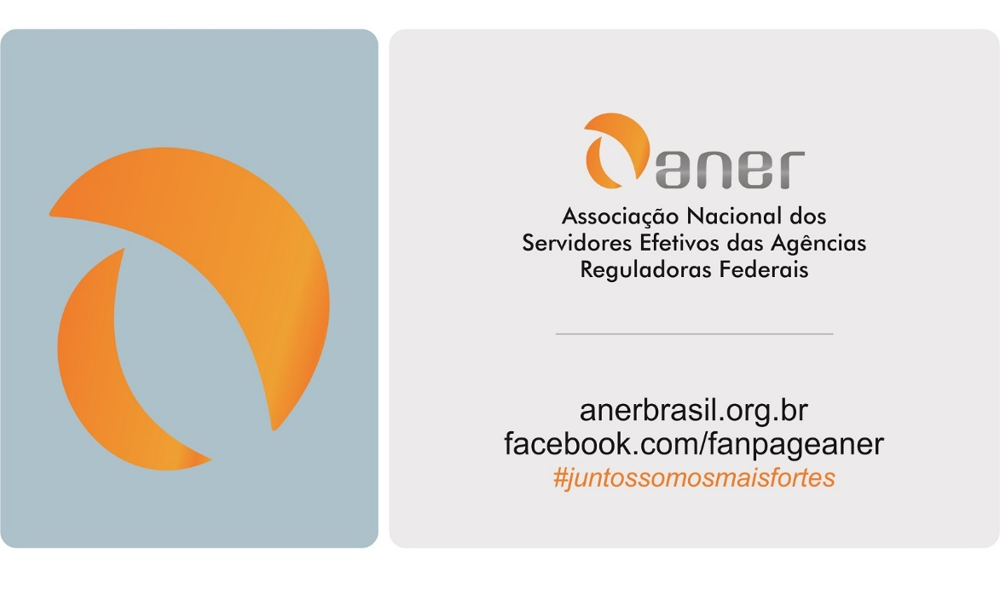 aner
Associação Nacional dos
Servidores Efetivos das Agências
Reguladoras Federais
anerbrasil.org.br
facebook.com/fanpageaner
#juntossomosmaisfortes